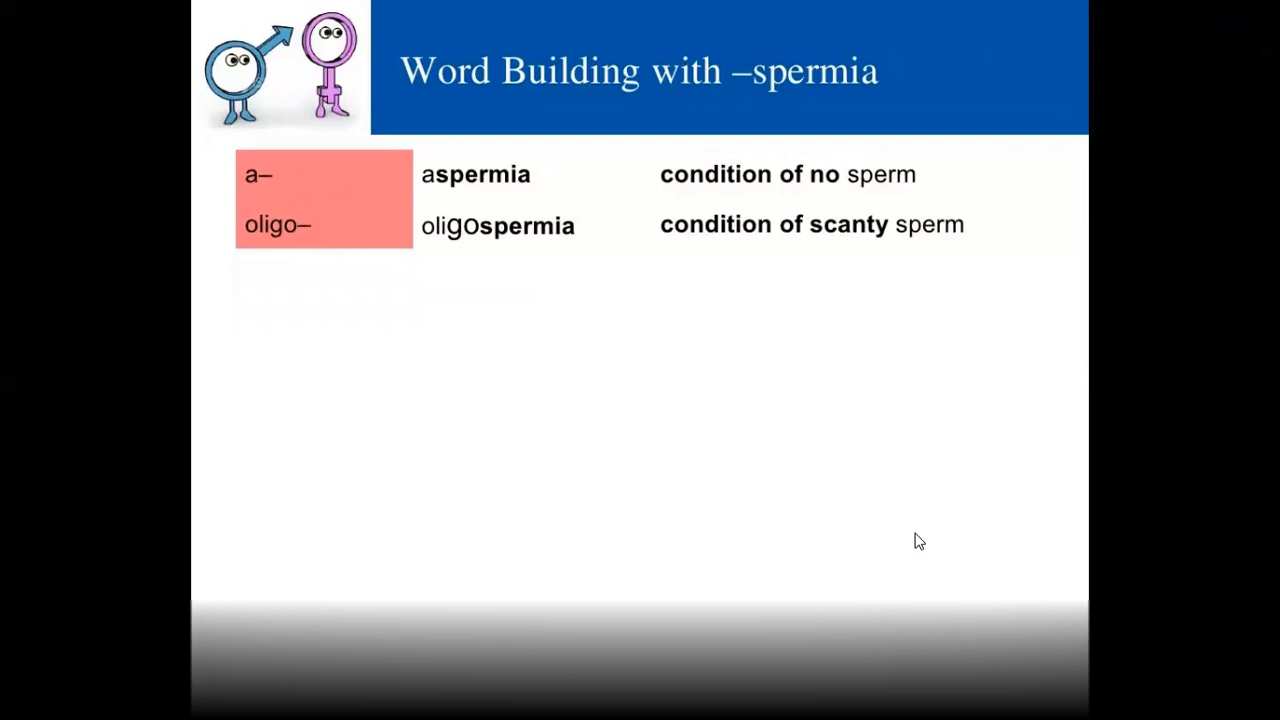 Word Building with –spermia
a– aspermia condition of no sperm
oligo– oligospermia condition of scanty sperm